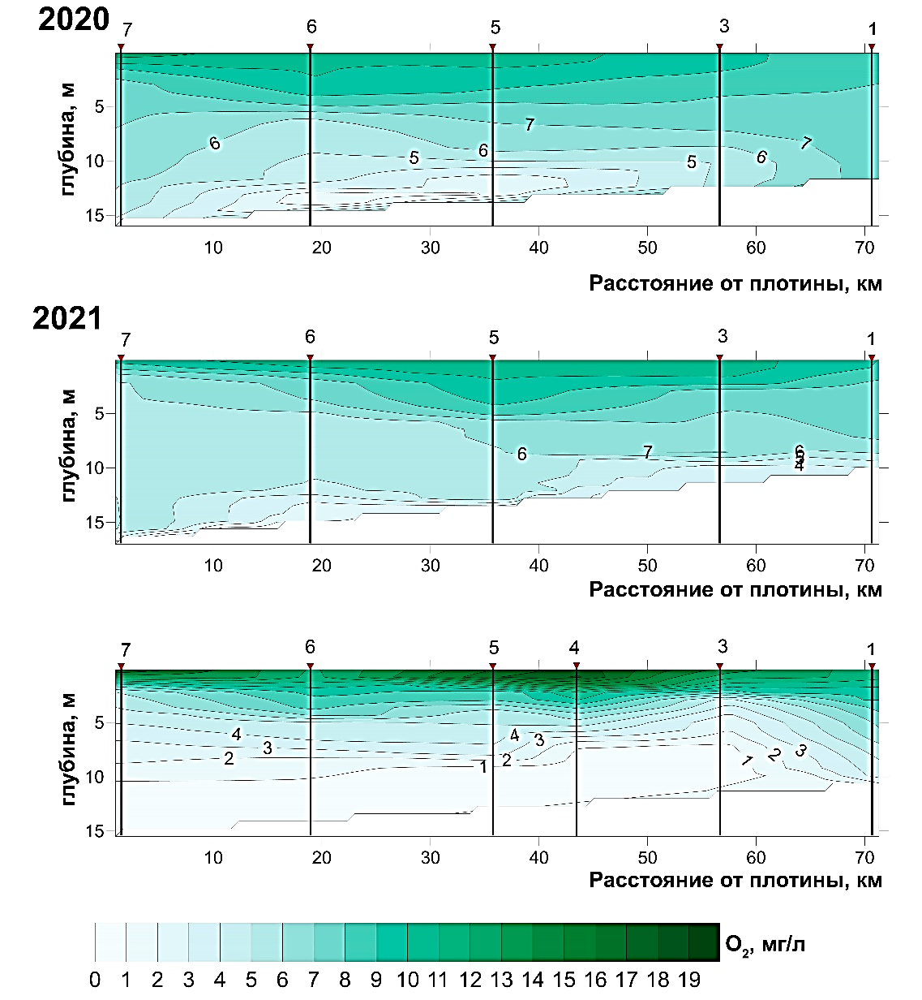 2020
7 6 5 3 1
глубина, м
5
10
15
6 5 6 7 5 6 7
10 20 30 40 50 60 70
Расстояние от плотины, км
2021
7 6 5 3 1
глубина, м
5
10
15
6 7 6 5 4
10 20 30 40 50 60 70
Расстояние от плотины, км
7 6 5 4 3 1
глубина, м
5
10
15
4 3 2 1 2 4 3 1 2 3
10 20 30 40 50 60 70
Расстояние от плотины, км
O₂, мг/л
0 1 2 3 4 5 6 7 8 9 10 11 12 13 14 15 16 17 18 19